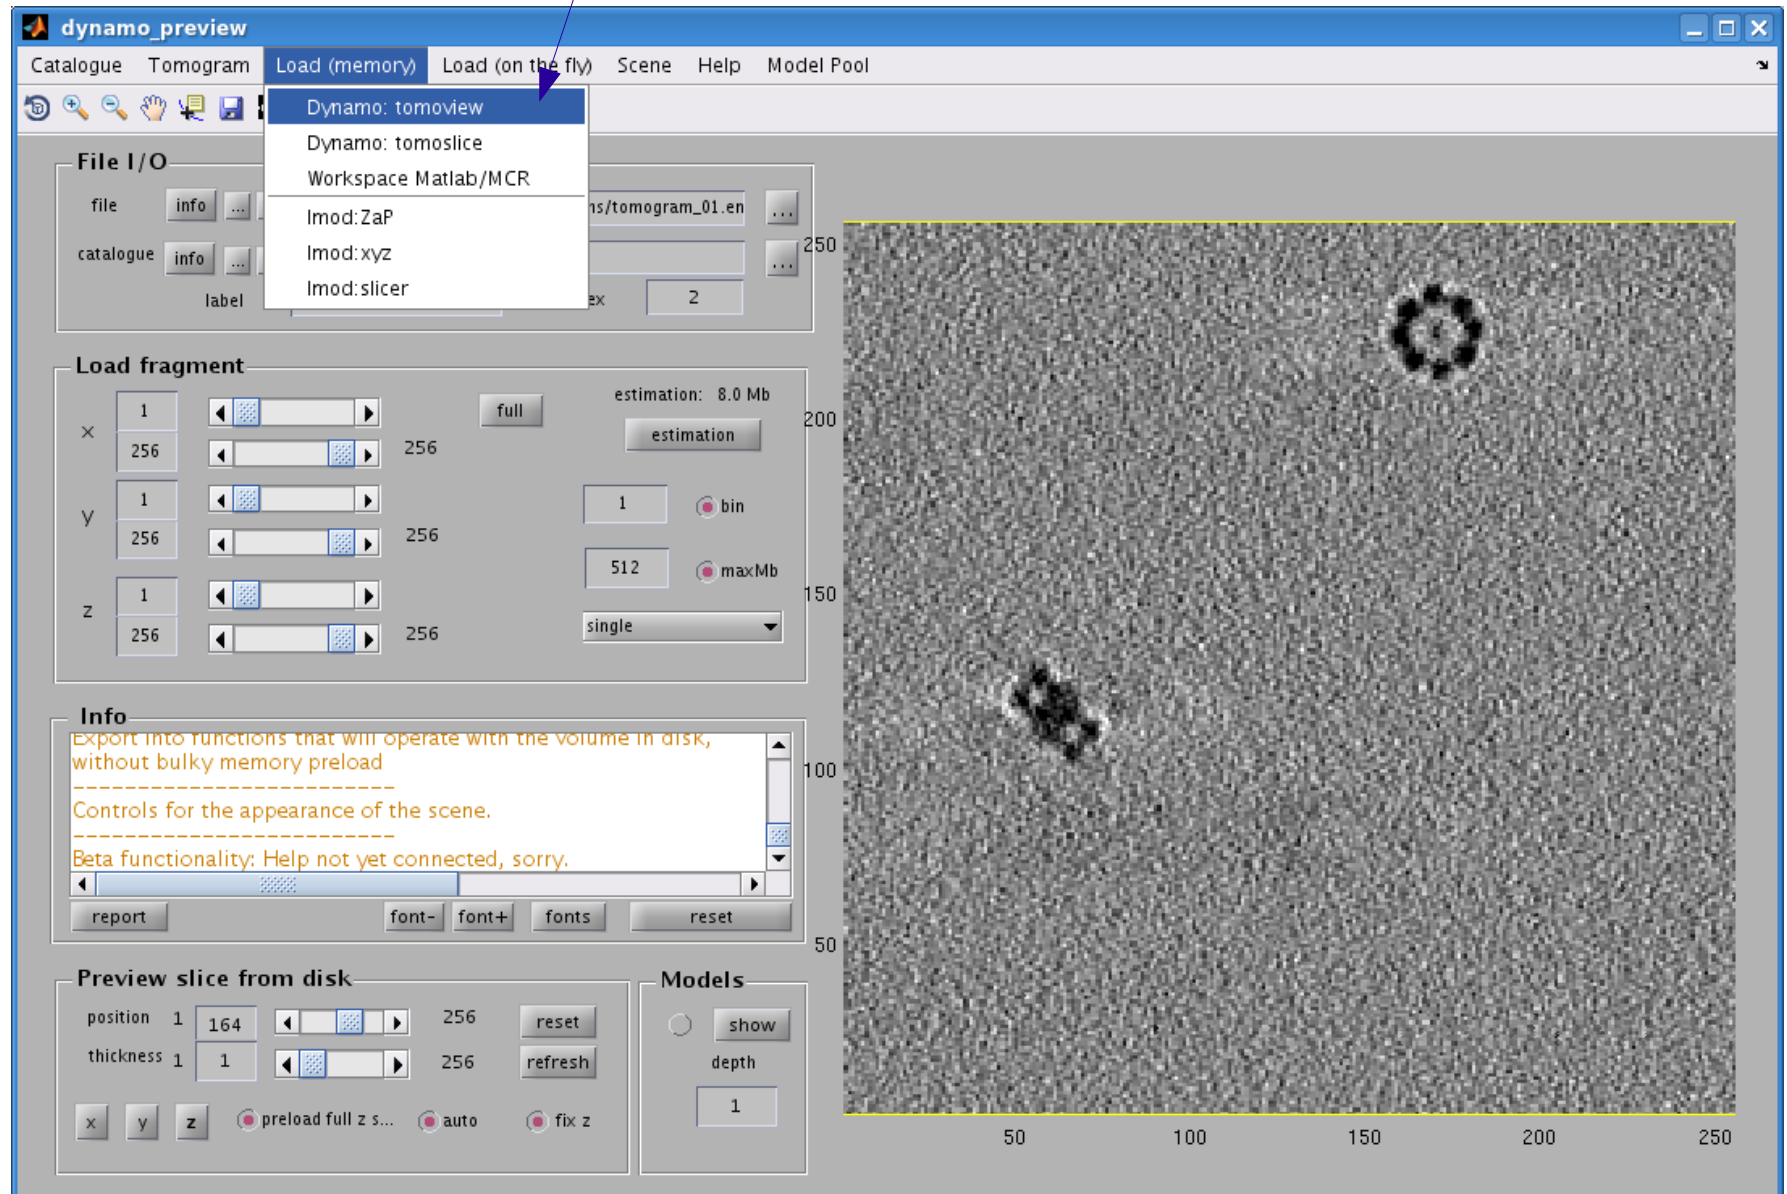 dynamo_preview
Catalogue Tomogram Load (memory) Load (on the fly) Scene Help Model Pool
Dynamo: tomoview
Dynamo: tomoslice
Workspace Matlab/MCR
Imod:ZaP
Imod:xyz
Imod:slicer
File I/O
file info ... ns/tomogram_01.en ...
catalogue info ... ...
label ex 2
Load fragment
x 1 full estimation: 8.0 Mb
256 256 estimation
y 1 1 bin
256 256
512 maxMb
z 1 single
256 256
Info
Export into functions that will operate with the volume in disk,
without bulky memory preload
-------------------------
Controls for the appearance of the scene.
-------------------------
Beta functionality: Help not yet connected, sorry.
report font- font+ fonts reset
Preview slice from disk
position 1 164 256 reset
thickness 1 1 256 refresh
x y z preload full z s... auto fix z
Models
show
depth
1
250
200
150
100
50
50 100 150 200 250